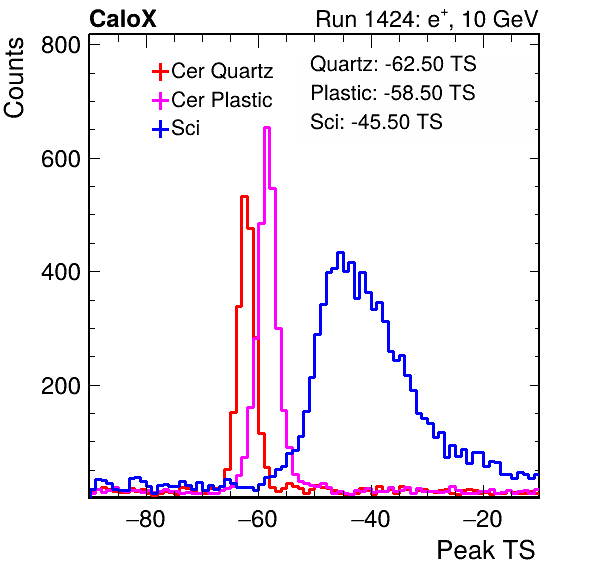 CaloX Run 1424: e⁺, 10 GeV
Counts
800
600
400
200
Cer Quartz
Cer Plastic
Sci
Quartz: -62.50 TS
Plastic: -58.50 TS
Sci: -45.50 TS
−80 −60 −40 −20
Peak TS